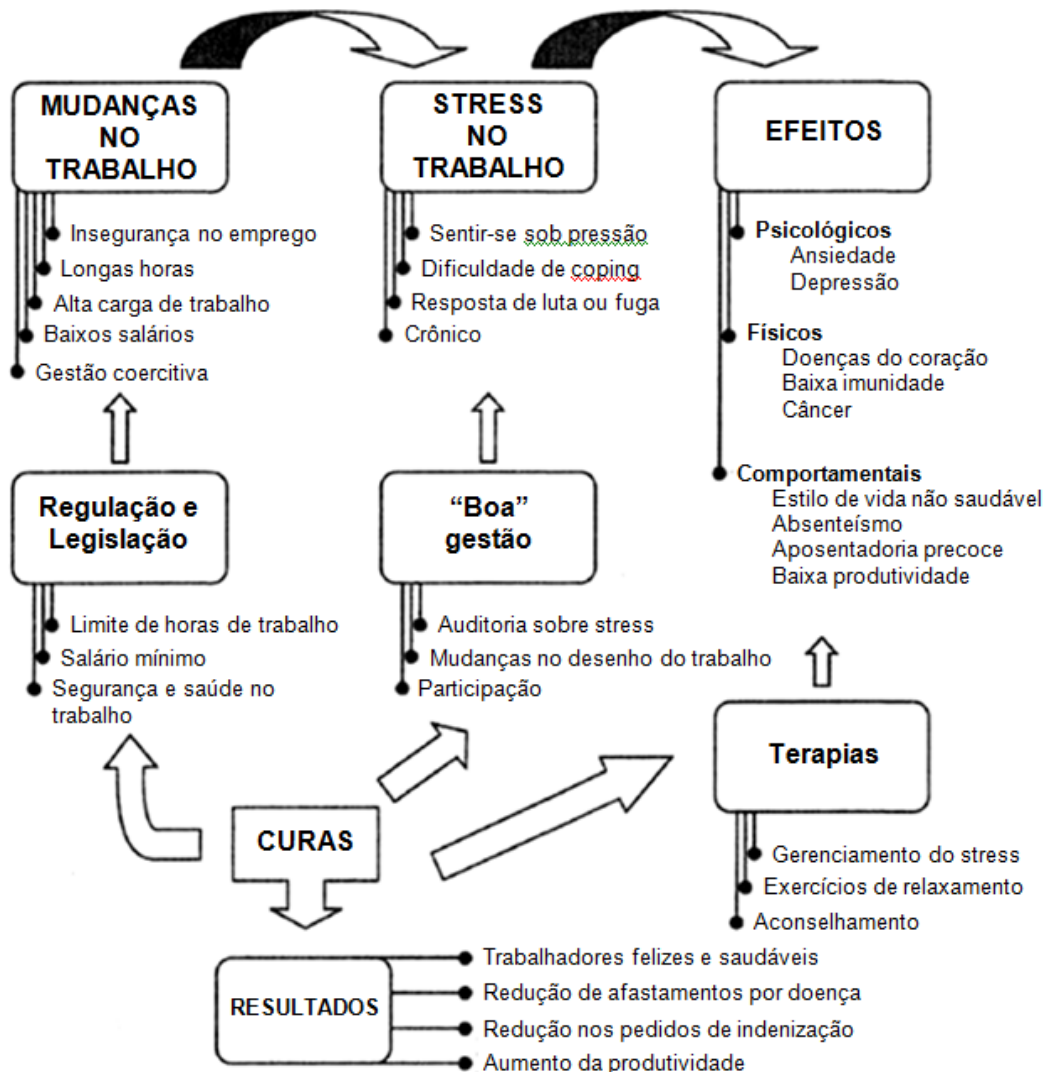 MUDANÇAS
NO
TRABALHO
Insegurança no emprego
Longas horas
Alta carga de trabalho
Baixos salários
Gestão coercitiva
STRESS
NO
TRABALHO
Sentir-se sob pressão
Dificuldade de coping
Resposta de luta ou fuga
Crônico
EFEITOS
Psicológicos
Ansiedade
Depressão
Físicos
Doenças do coração
Baixa imunidade
Câncer
Comportamentais
Estilo de vida não saudável
Absenteísmo
Aposentadoria precoce
Baixa produtividade
Regulação e
Legislação
Limite de horas de trabalho
Salário mínimo
Segurança e saúde no
trabalho
“Boa”
gestão
Auditoria sobre stress
Mudanças no desenho do trabalho
Participação
Terapias
Gerenciamento do stress
Exercícios de relaxamento
Aconselhamento
CURAS
RESULTADOS
Trabalhadores felizes e saudáveis
Redução de afastamentos por doença
Redução nos pedidos de indenização
Aumento da produtividade